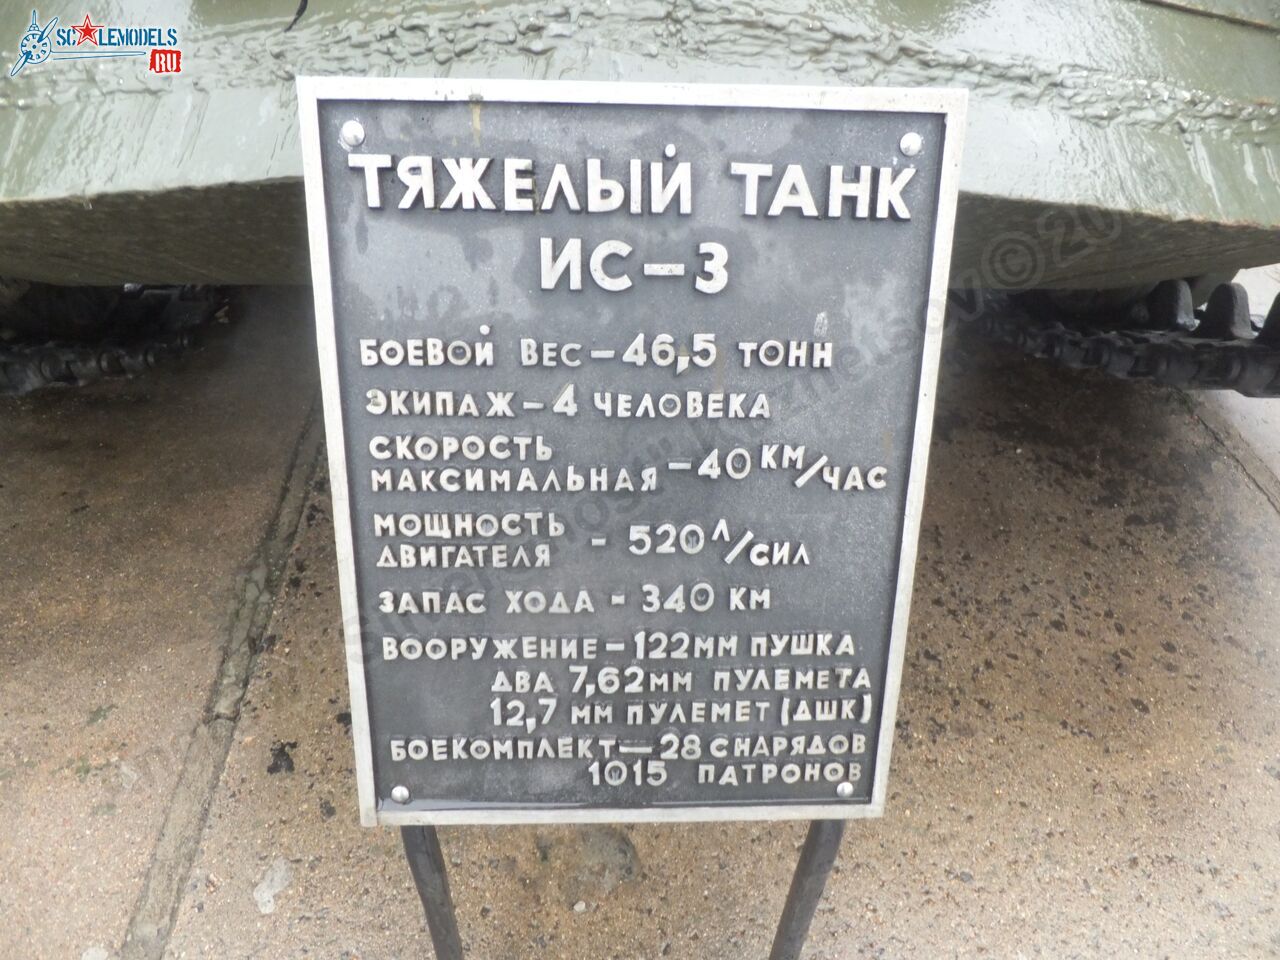 SCALEMODELS
RU
ТЯЖЕЛЫЙ ТАНК
ИС-3
БОЕВОЙ ВЕС - 46,5 ТОНН
ЭКИПАЖ - 4 ЧЕЛОВЕКА
СКОРОСТЬ
МАКСИМАЛЬНАЯ - 40 КМ/ЧАС
МОЩНОСТЬ
ДВИГАТЕЛЯ - 520 Л/СИЛ
ЗАПАС ХОДА - 340 КМ
ВООРУЖЕНИЕ - 122ММ ПУШКА
ДВА 7,62ММ ПУЛЕМЕТА
12,7 ММ ПУЛЕМЕТ (ДШК)
БОЕКОМПЛЕКТ - 28 СНАРЯДОВ
1015 ПАТРОНОВ